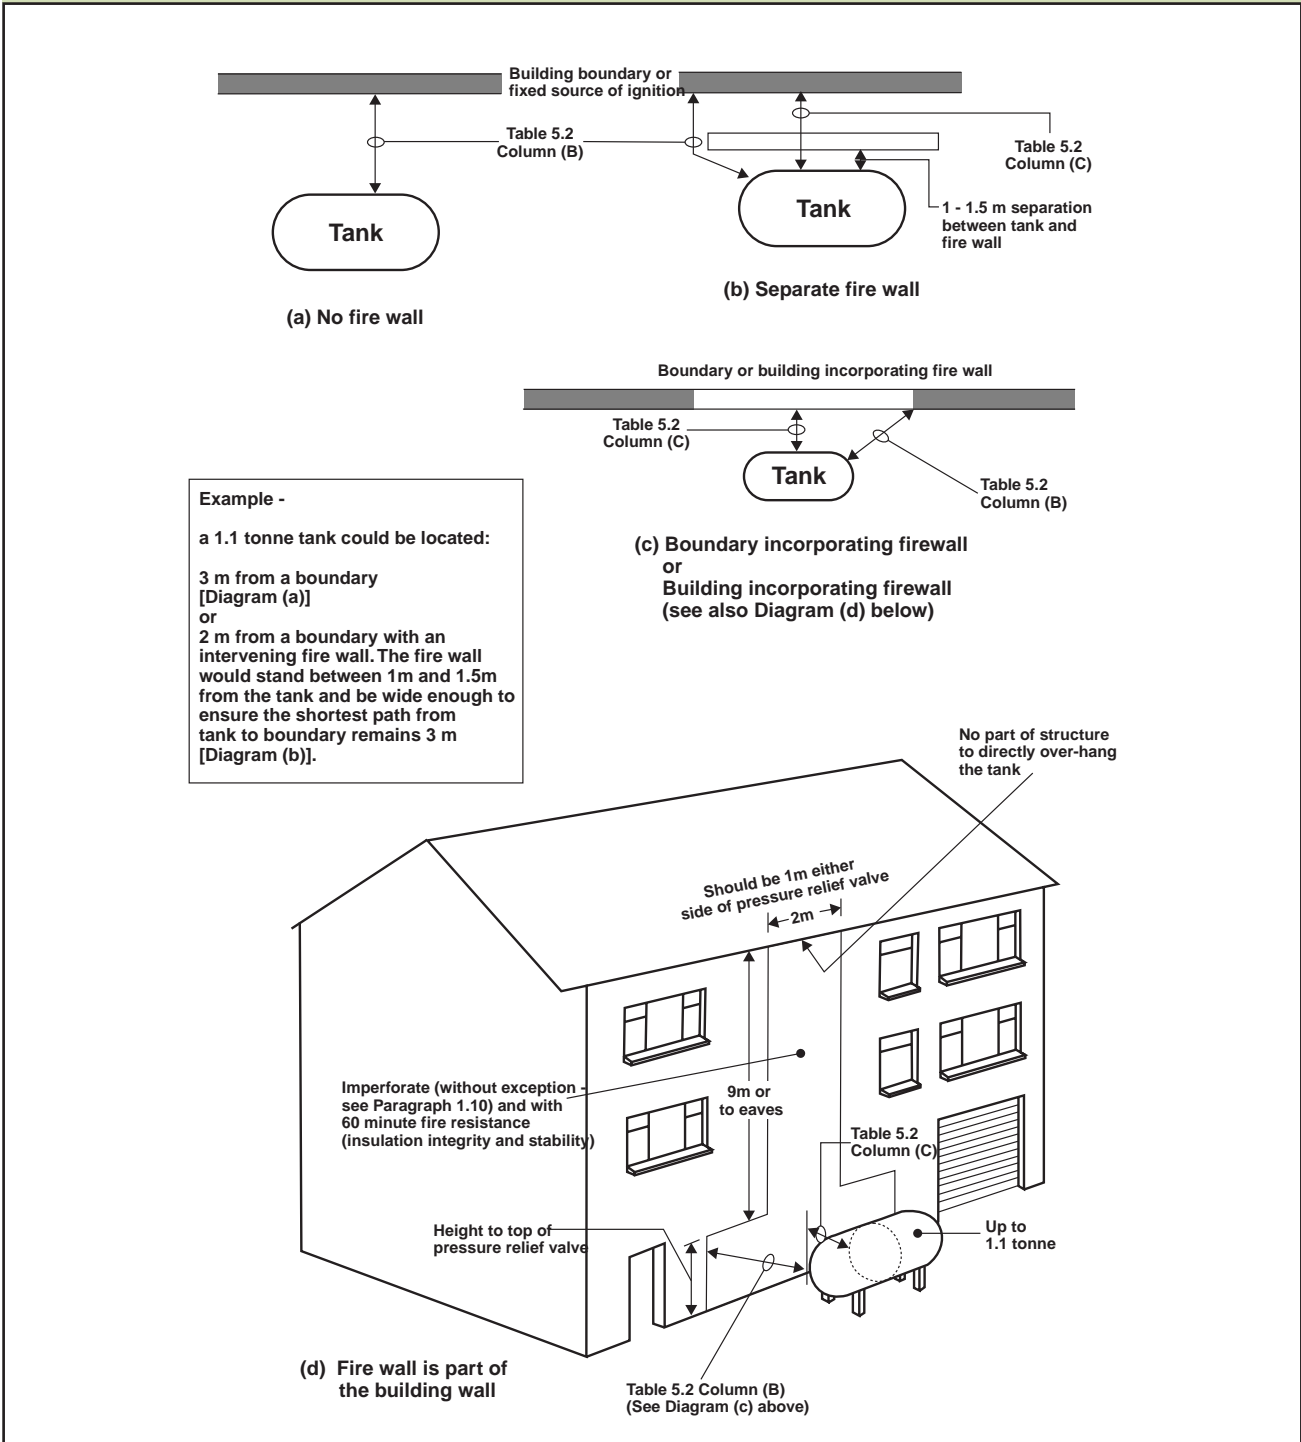 Building boundary or
fixed source of ignition
Table 5.2
Column (B)
Table 5.2
Column (C)
Tank
Tank
1 - 1.5 m separation
between tank and
fire wall
(b) Separate fire wall
(a) No fire wall
Boundary or building incorporating fire wall
Table 5.2
Column (C)
Tank
Table 5.2
Column (B)
(c) Boundary incorporating firewall
or
Building incorporating firewall
(see also Diagram (d) below)
Example -
a 1.1 tonne tank could be located:
3 m from a boundary
[Diagram (a)]
or
2 m from a boundary with an
intervening fire wall. The fire wall
would stand between 1m and 1.5m
from the tank and be wide enough to
ensure the shortest path from
tank to boundary remains 3 m
[Diagram (b)].
No part of structure
to directly over-hang
the tank
Should be 1m either
side of pressure relief valve
2m
Imperforate (without exception -
see Paragraph 1.10) and with
60 minute fire resistance
(insulation integrity and stability)
9m or
to eaves
Table 5.2
Column (C)
Height to top of
pressure relief valve
Up to
1.1 tonne
(d) Fire wall is part of
the building wall
Table 5.2 Column (B)
(See Diagram (c) above)